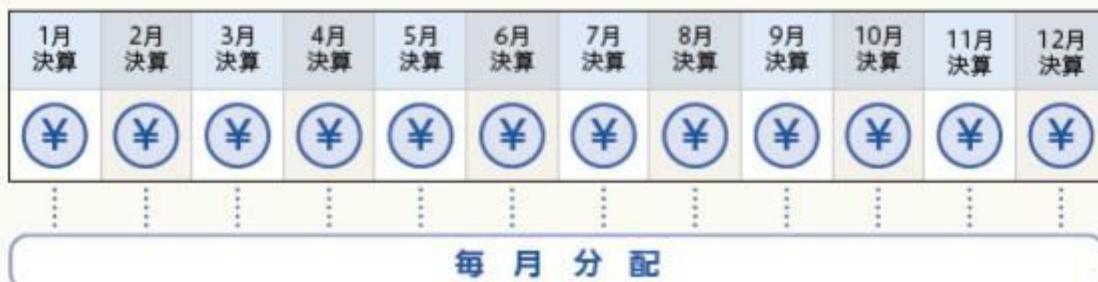 1月 2月 3月 4月 5月 6月 7月 8月 9月 10月 11月 12月
決算 決算 決算 決算 決算 決算 決算 決算 決算 決算 決算 決算
¥ ¥ ¥ ¥ ¥ ¥ ¥ ¥ ¥ ¥ ¥ ¥
毎月分配